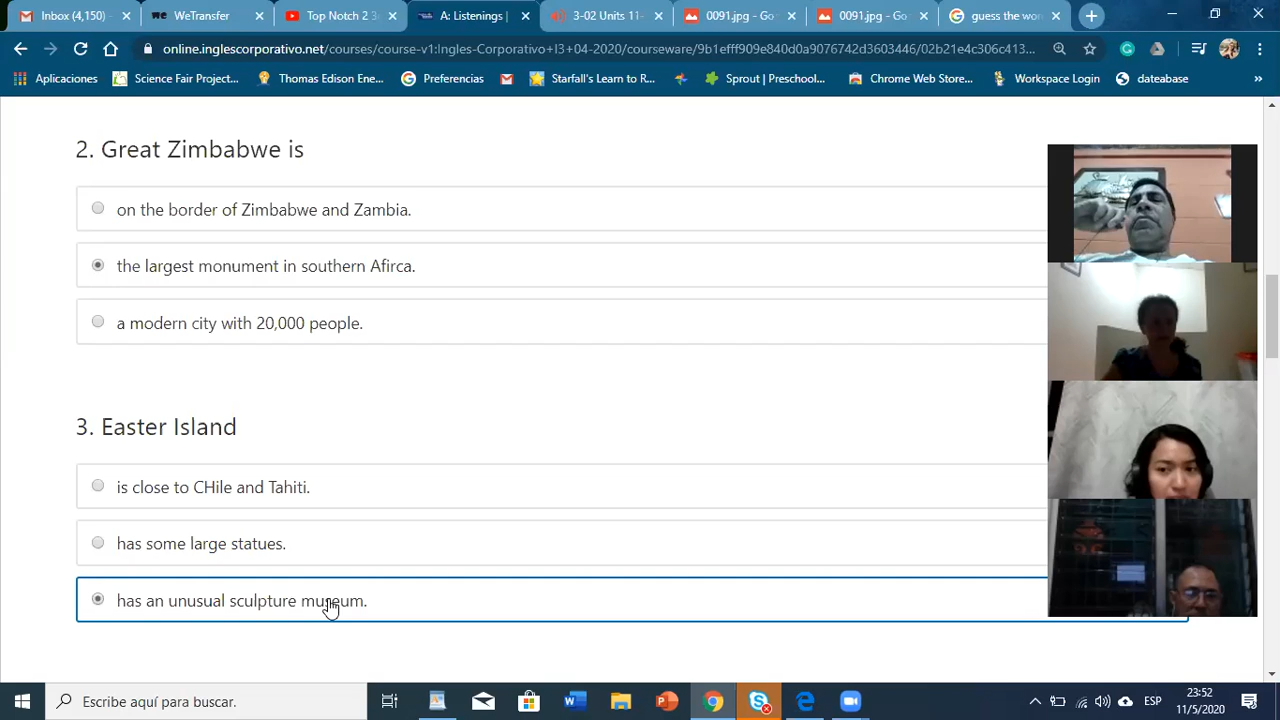 Inbox (4,150) -
WeTransfer
Top Notch 2 3
A: Listenings |
3-02 Units 11-
0091.jpg - Go
0091.jpg - Go
guess the wo
online.inglescorporativo.net/courses/course-v1:Ingles-Corporativo+I3+04-2020/courseware/9b1efff909e840d0a9076742d3603446/02b21e4c306c413...
Aplicaciones
Science Fair Project...
Thomas Edison Ene...
Preferencias
Starfall's Learn to R...
Sprout | Preschool...
Chrome Web Store...
Workspace Login
dateabase
2. Great Zimbabwe is
on the border of Zimbabwe and Zambia.
the largest monument in southern Afirca.
a modern city with 20,000 people.
3. Easter Island
is close to CHile and Tahiti.
has some large statues.
has an unusual sculpture museum.
Escribe aquí para buscar.
ESP
23:52
11/5/2020